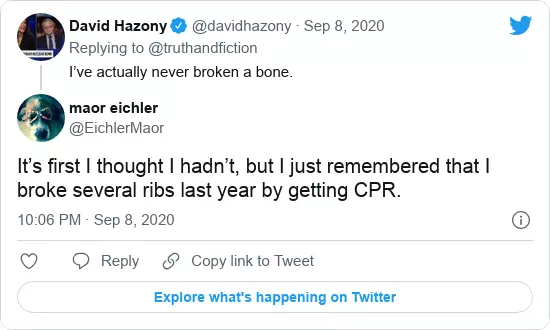 David Hazony @davidhazony · Sep 8, 2020
Replying to @truthandfiction
I've actually never broken a bone.
maor eichler
@EichlerMaor
It's first I thought I hadn't, but I just remembered that I
broke several ribs last year by getting CPR.
10:06 PM · Sep 8, 2020
Reply Copy link to Tweet
Explore what's happening on Twitter